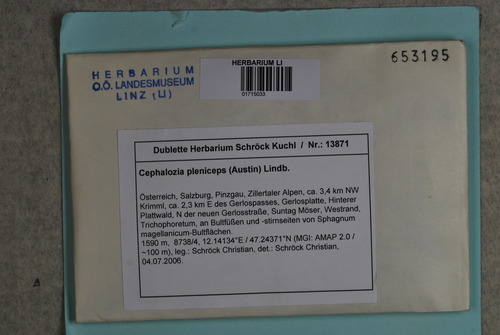 HERBARIUM
O.Ö. LANDESMUSEUM
LINZ (LI)
HERBARIUM LI
01715033
653195
Dublette Herbarium Schröck Kuchl / Nr.: 13871
Cephalozia pleniceps (Austin) Lindb.
Österreich, Salzburg, Pinzgau, Zillertaler Alpen, ca. 3,4 km NW
Krimml, ca. 2,3 km E des Gerlospasses, Gerlosplatte, Hinterer
Plattwald, N der neuen Gerlosstraße, Suntag Möser, Westrand,
Trichophoretum, an Bultfüßen und -stirnseiten von Sphagnum
magellanicum-Bultflächen.
1590 m, 8738/4, 12.14134°E / 47.24371°N (MGI: AMAP 2.0 /
~100 m), leg.: Schröck Christian, det.: Schröck Christian,
04.07.2006.